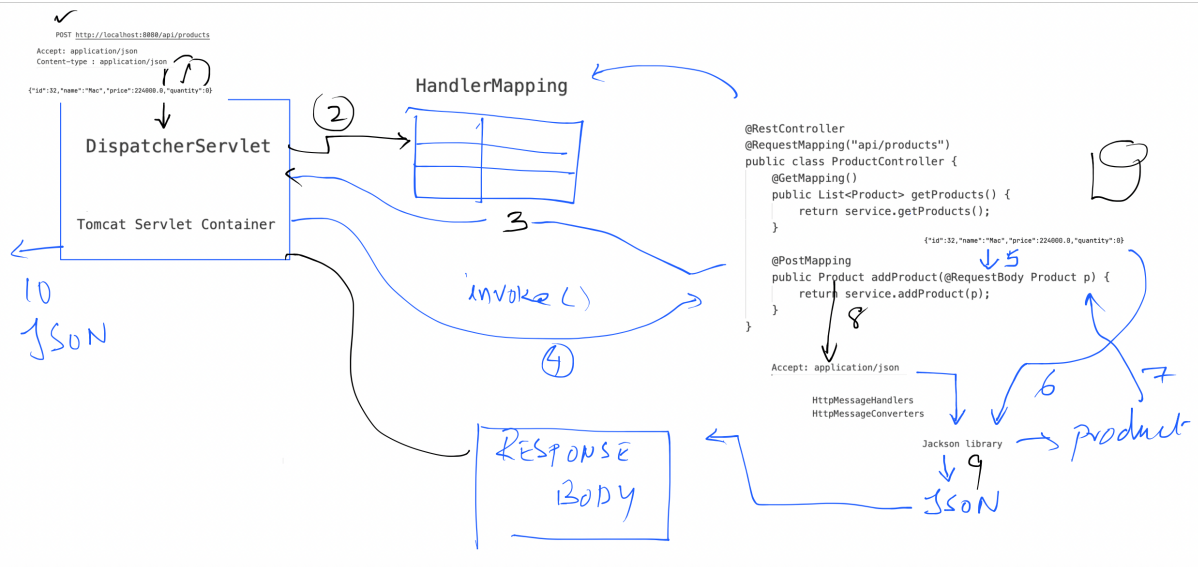 POST http://localhost:8080/api/products
Accept: application/json
Content-type : application/json
1
{"id":32,"name":"Mac","price":224000.0,"quantity":0}
DispatcherServlet
Tomcat Servlet Container
10
JSON
2
HandlerMapping
3
invoke()
4
@RestController
@RequestMapping("api/products")
public class ProductController {
@GetMapping()
public List<Product> getProducts() {
return service.getProducts();
}
{"id":32,"name":"Mac","price":224000.0,"quantity":0}
5
@PostMapping
public Product addProduct(@RequestBody Product p) {
return service.addProduct(p);
}
}
8
Accept: application/json
6
7
HttpMessageHandlers
HttpMessageConverters
Jackson library
product
9
JSON
RESPONSE
BODY